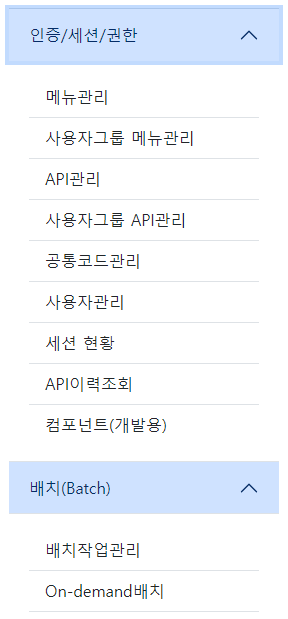 인증/세션/권한
메뉴관리
사용자그룹 메뉴관리
API관리
사용자그룹 API관리
공통코드관리
사용자관리
세션 현황
API이력조회
컴포넌트(개발용)
배치(Batch)
배치작업관리
On-demand배치